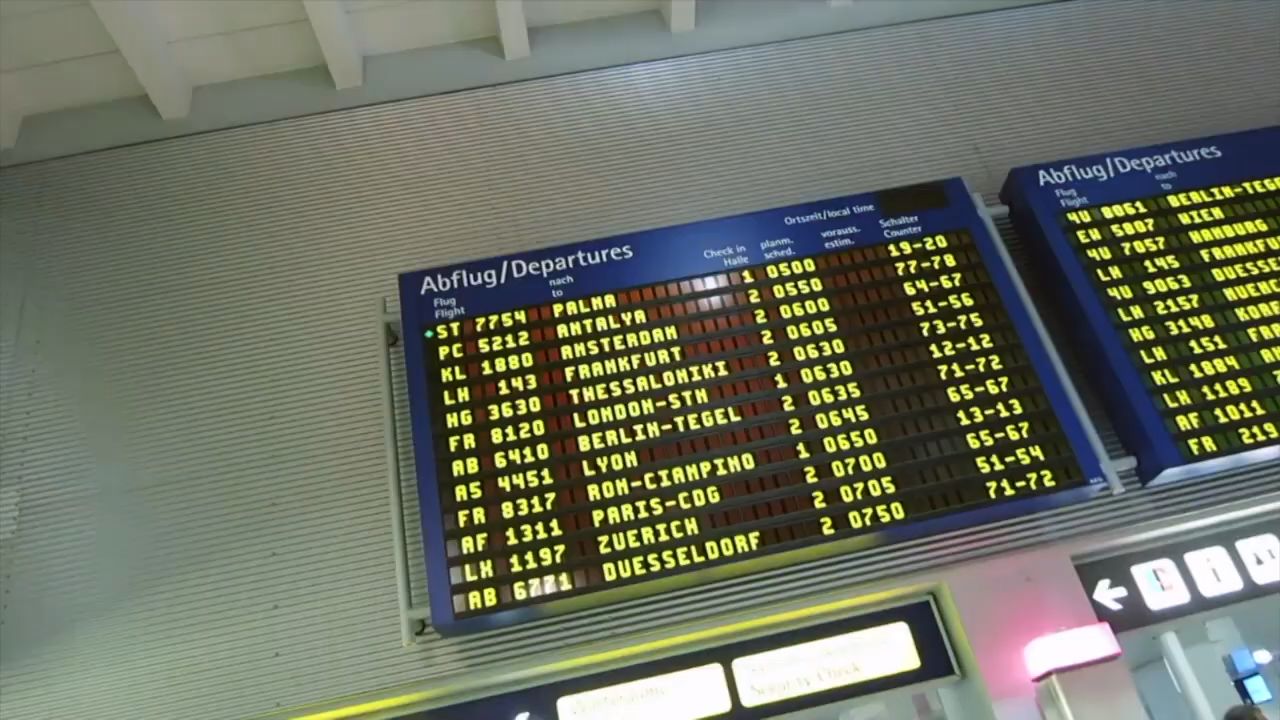 Abflug/Departures
Ortszeit/local time
Flug nach Check in planm. vorauss. Schalter
Flight to Halle sched. estim. Counter
ST 7754 PALMA 1 0500 19-20
PC 5212 ANTALYA 2 0550 77-78
KL 1880 AMSTERDAM 2 0600 64-67
LH 143 FRANKFURT 2 0605 51-56
HG 3630 THESSALONIKI 2 0630 73-75
FR 8120 LONDON-STN 1 0630 12-12
AB 6410 BERLIN-TEGEL 2 0635 71-72
A5 4451 LYON 2 0645 65-67
FR 8317 ROM-CIAMPINO 1 0650 13-13
AF 1311 PARIS-CDG 2 0700 65-67
LX 1197 ZUERICH 2 0705 51-54
AB 6771 DUESSELDORF 2 0750 71-72
Abflug/Departures
Flug nach
Flight to
4U 8061 BERLIN-TEGE
EW 5807 WIEN
4U 7057 HAMBURG
LH 145 FRANKFU
4U 9063 DUESSE
LH 2157 MUENC
HG 3148
LH 151 FRA
KL 1884
LH 1189
AF 1011
FR 219
Security Check